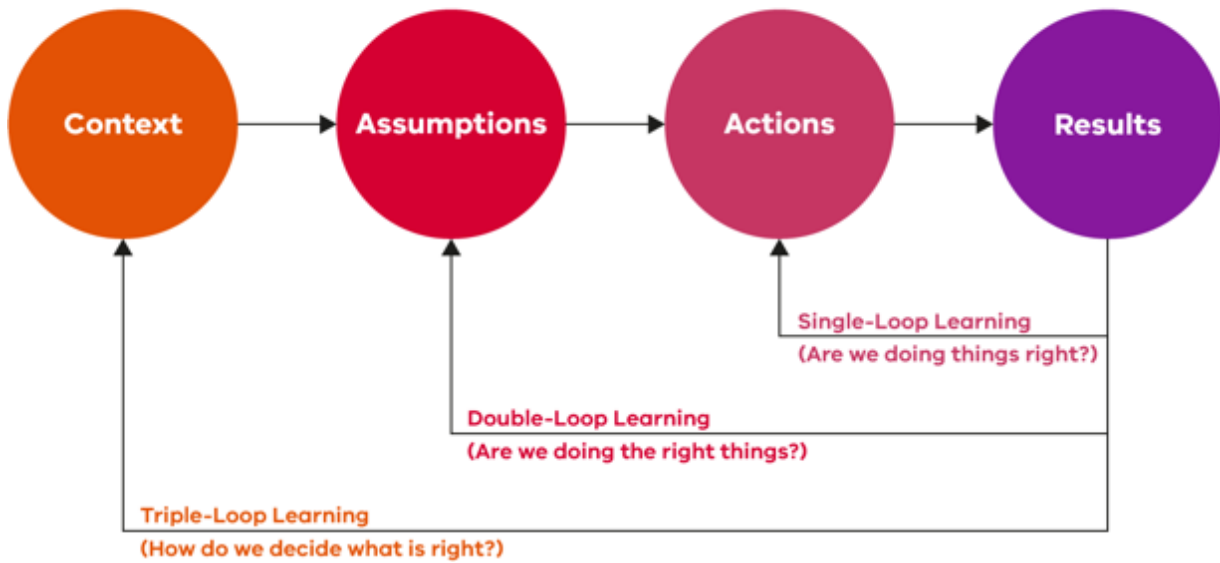 Context
Assumptions
Actions
Results
Single-Loop Learning
(Are we doing things right?)
Double-Loop Learning
(Are we doing the right things?)
Triple-Loop Learning
(How do we decide what is right?)